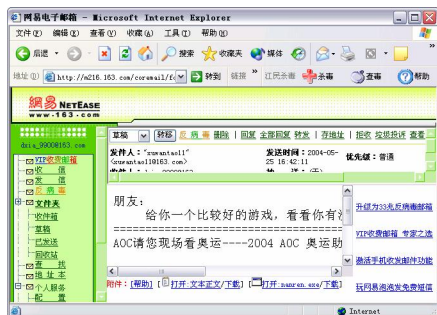 网易电子邮箱 - Microsoft Internet Explorer
文件(F) 编辑(E) 查看(V) 收藏(A) 工具(T) 帮助(H)
后退 搜索 收藏夹 媒体
地址(D) http://m216.163.com/coremail/f 转到 链接 江民杀毒 杀毒 查毒 帮助
網易 NETEASE
www.163.com
草稿 转移 反病毒 删除 | 回复 全部回复 转发 | 存地址 | 拒收 垃圾投诉 查看
发件人: "xuwantao11"
<xuwantao11@163.com>
发送时间: 2004-05-
25 16:42:11
优先级: 普通
VIP收费邮箱
收 信
发 信
反病毒
文件夹
收件箱
草稿
已发送
回收站
查 找
地址本
个人服务
配 置
朋友:
给你一个比较好的游戏，看看你有
AOC请您现场看奥运----2004 AOC 奥运助
附件: [帮助] [打开:文本正文/下载] [打开:nanren.exe/下载]
升级为33兆反病毒邮箱
VIP收费邮箱 专家之选
激活手机收发邮件功能
玩网易泡泡发免费短信
Internet